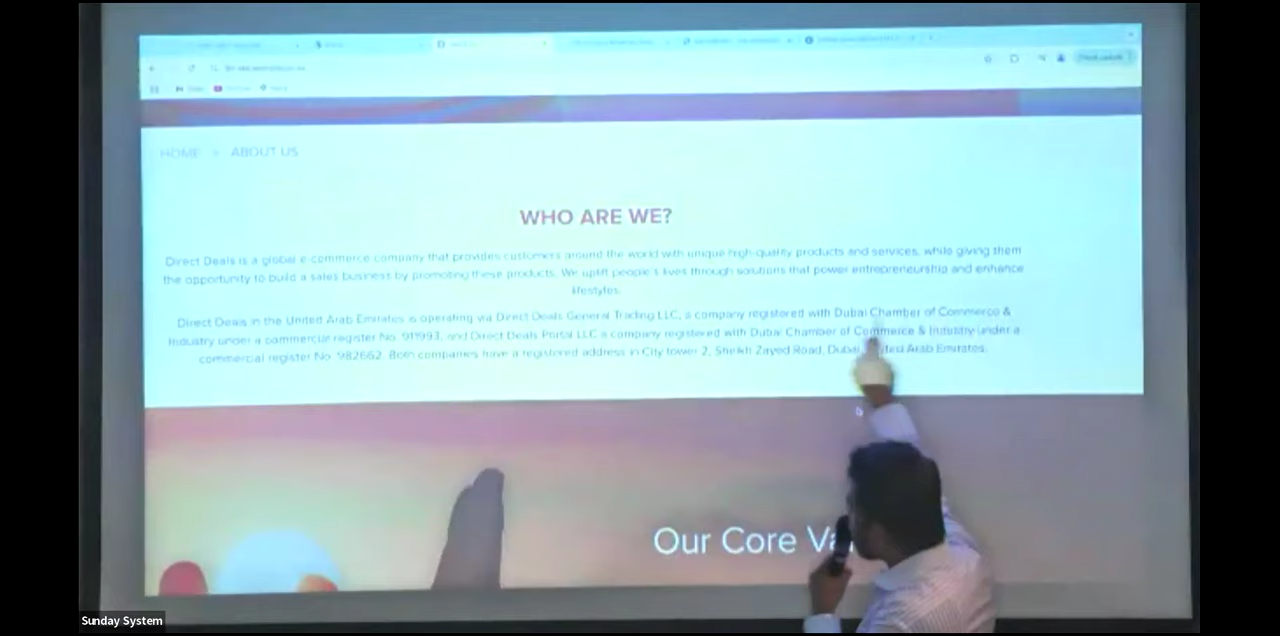 HOME > ABOUT US
WHO ARE WE?
Direct Deals is a global e-commerce company that provides customers around the world with unique high-quality products and services, while giving them
the opportunity to build a sales business by promoting these products. We uplift people's lives through solutions that power entrepreneurship and enhance
lifestyles.
Direct Deals in the United Arab Emirates is operating via Direct Deals General Trading LLC, a company registered with Dubai Chamber of Commerce &
Industry under a commercial register No. 911993, and Direct Deals Portal LLC a company registered with Dubai Chamber of Commerce & Industry under a
commercial register No. 982662. Both companies have a registered address in City tower 2, Sheikh Zayed Road, Dubai, United Arab Emirates.
Our Core Va
Sunday System